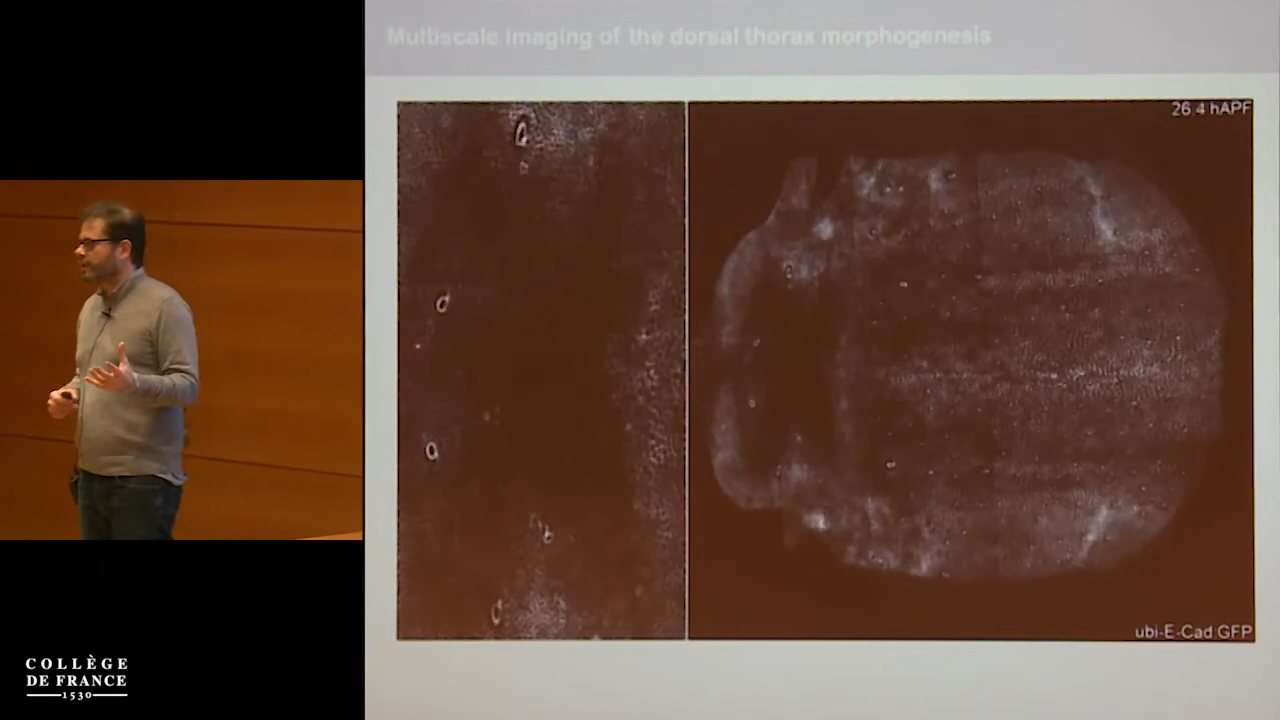 Multiscale imaging of the dorsal thorax morphogenesis
26.4 hAPF
ubi-E-Cad GFP
COLLÈGE
DE FRANCE
1530